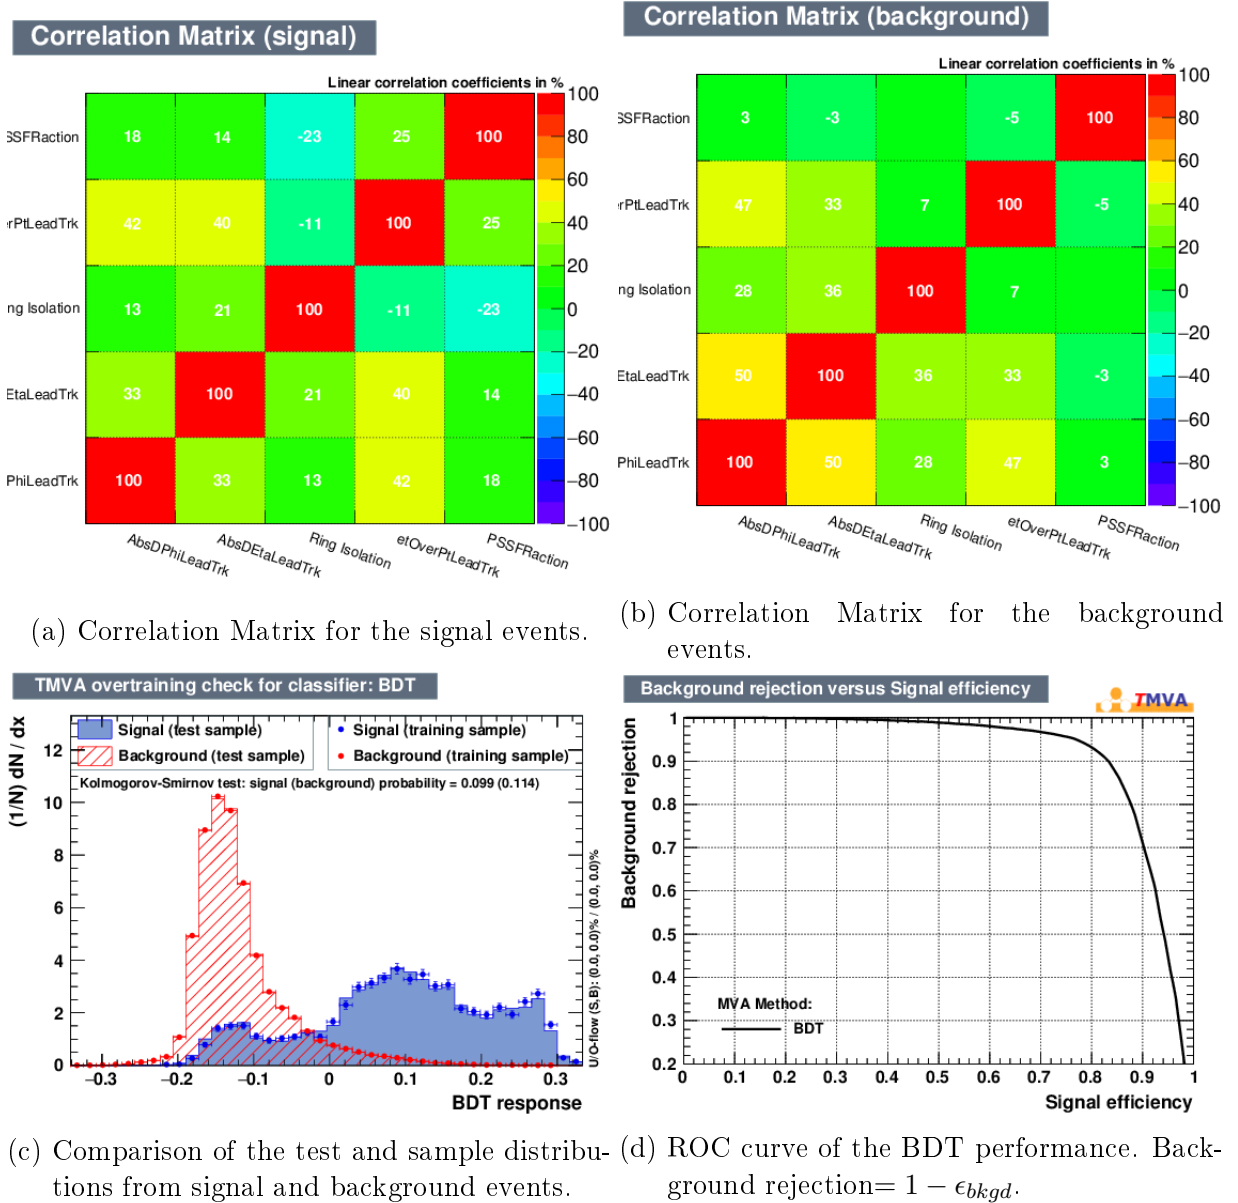 Correlation Matrix (signal)
Linear correlation coefficients in %
SSFRaction 18 14 -23 25 100
rPtLeadTrk 42 40 -11 100 25
ng Isolation 13 21 100 -11 -23
EtaLeadTrk 33 100 21 40 14
PhiLeadTrk 100 33 13 42 18
100
80
60
40
20
0
−20
−40
−60
−80
−100
AbsDPhiLeadTrk AbsDEtaLeadTrk Ring Isolation etOverPtLeadTrk PSSFRaction
(a) Correlation Matrix for the signal events.
Correlation Matrix (background)
Linear correlation coefficients in %
SSFRaction 3 -3 -5 100
rPtLeadTrk 47 33 7 100 -5
ng Isolation 28 36 100 7
EtaLeadTrk 50 100 36 33 -3
PhiLeadTrk 100 50 28 47 3
100
80
60
40
20
0
−20
−40
−60
−80
−100
AbsDPhiLeadTrk AbsDEtaLeadTrk Ring Isolation etOverPtLeadTrk PSSFRaction
(b) Correlation Matrix for the background
events.
TMVA overtraining check for classifier: BDT
(1/N) dN / dx
Signal (test sample)
Background (test sample)
Signal (training sample)
Background (training sample)
Kolmogorov-Smirnov test: signal (background) probability = 0.099 (0.114)
12
10
8
6
4
2
0
−0.3 −0.2 −0.1 0 0.1 0.2 0.3
BDT response
U/O-flow (S,B): (0.0, 0.0)% / (0.0, 0.0)%
(c) Comparison of the test and sample distribu-
tions from signal and background events.
Background rejection versus Signal efficiency
TMVA
Background rejection
1
0.9
0.8
0.7
0.6
0.5
0.4
0.3
0.2
MVA Method:
BDT
0 0.1 0.2 0.3 0.4 0.5 0.6 0.7 0.8 0.9 1
Signal efficiency
(d) ROC curve of the BDT performance. Back-
ground rejection= 1 − ϵbkgd.